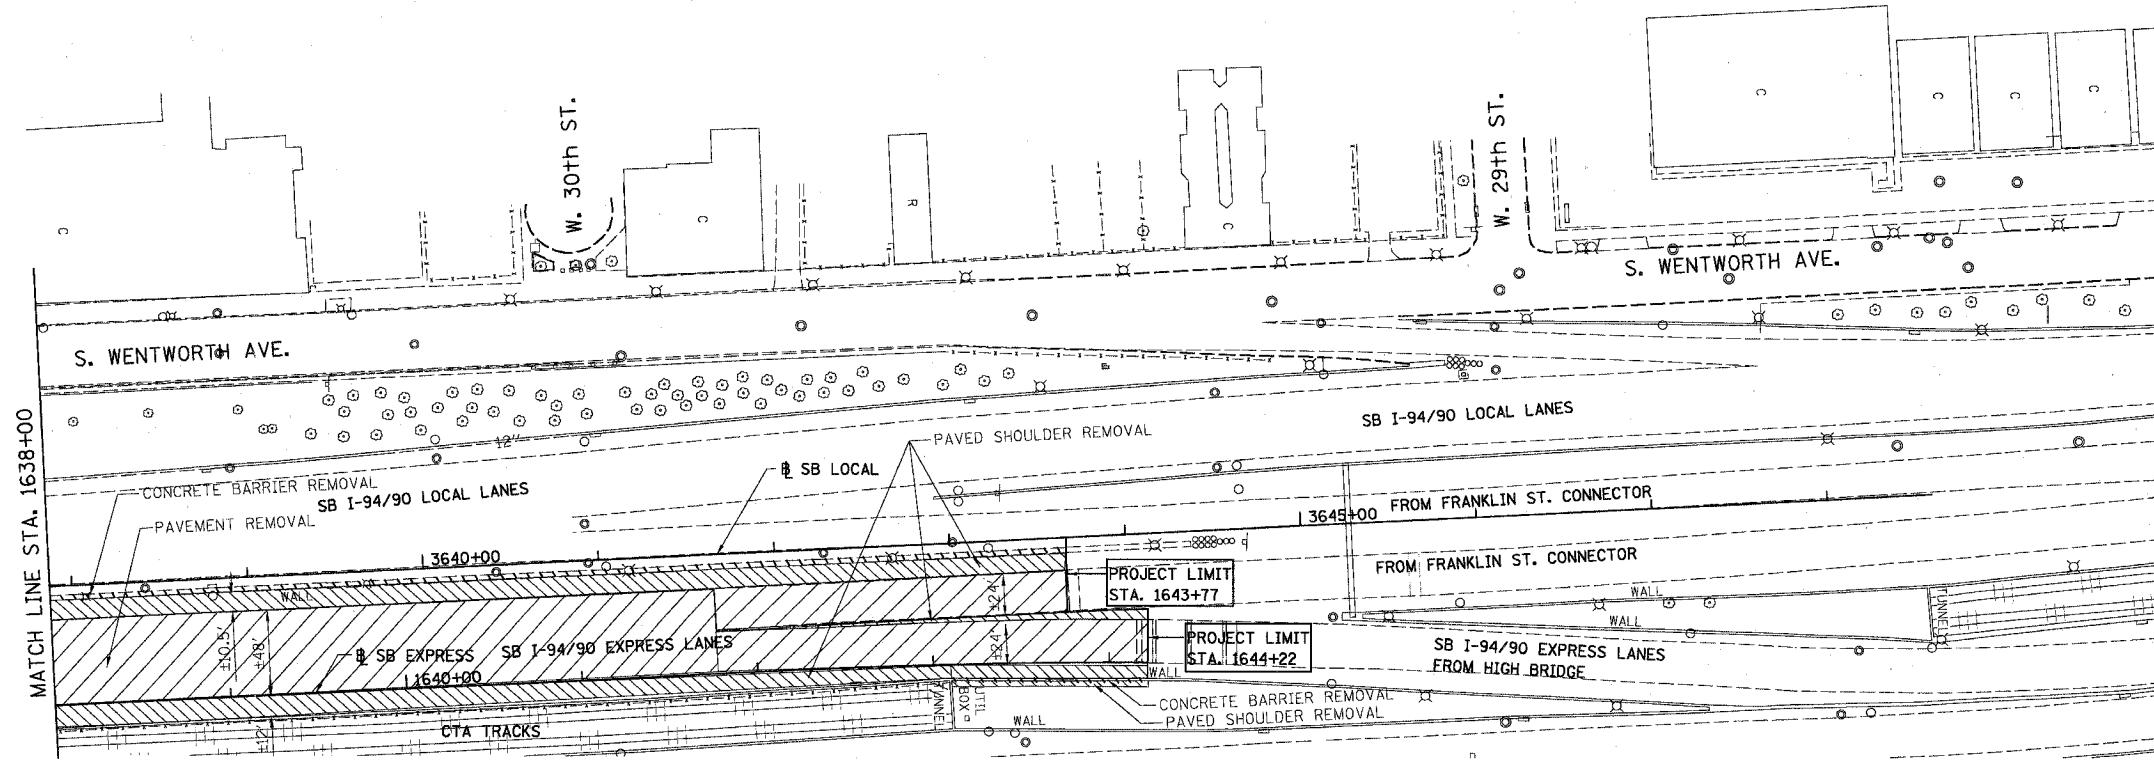 W. 30th ST.
W. 29th ST.
C
C
C
C
C
R
C
C
C
S. WENTWORTH AVE.
S. WENTWORTH AVE.
MATCH LINE STA. 1638+00
12"
PAVED SHOULDER REMOVAL
SB I-94/90 LOCAL LANES
CONCRETE BARRIER REMOVAL
SB I-94/90 LOCAL LANES
PAVEMENT REMOVAL
℄ SB LOCAL
FROM FRANKLIN ST. CONNECTOR
3645+00
3640+00
FROM FRANKLIN ST. CONNECTOR
PROJECT LIMIT
STA. 1643+77
WALL
±24'
WALL
WALL
TUNNEL
±10.5'
±48'
±24'
PROJECT LIMIT
STA. 1644+22
SB I-94/90 EXPRESS LANES
℄ SB EXPRESS
1640+00
SB I-94/90 EXPRESS LANES
FROM HIGH BRIDGE
WALL
CONCRETE BARRIER REMOVAL
PAVED SHOULDER REMOVAL
TUNNEL
UTIL
BOX
WALL
±12'
CTA TRACKS